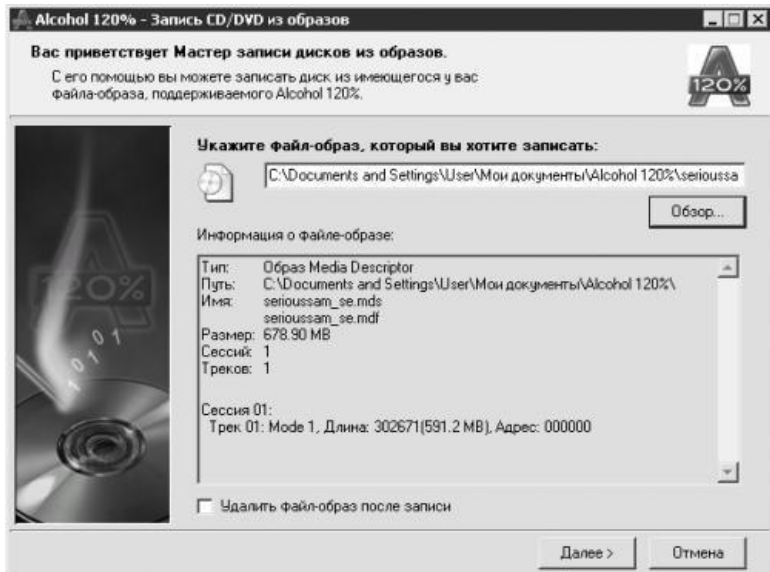 Alcohol 120% - Запись CD/DVD из образов
Вас приветствует Мастер записи дисков из образов.
С его помощью вы можете записать диск из имеющегося у вас
файла-образа, поддерживаемого Alcohol 120%.
120%
Укажите файл-образ, который вы хотите записать:
C:\Documents and Settings\User\Мои документы\Alcohol 120%\serioussa
Обзор...
Информация о файле-образе:
Тип: Образ Media Descriptor
Путь: C:\Documents and Settings\User\Мои документы\Alcohol 120%\
Имя: serioussam_se.mds
serioussam_se.mdf
Размер: 678.90 MB
Сессий: 1
Треков: 1
Сессия 01:
Трек 01: Mode 1, Длина: 302671(591.2 MB), Адрес: 000000
120%
10101
Удалить файл-образ после записи
Далее >
Отмена